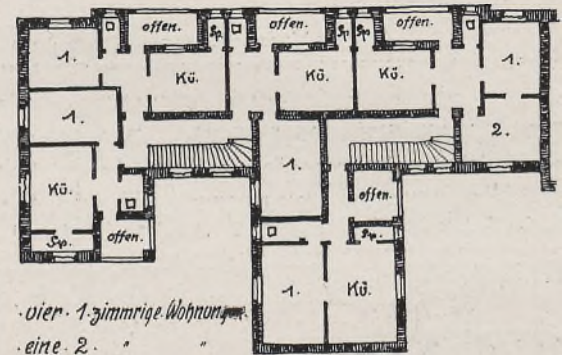 offen. Sp. offen. Sp. Sp. offen.
1. Kü. Kü. Kü. 1.
1. 1. 2.
Kü. offen.
Sp. offen. Sp.
1. Kü.
· vier · 1. zimmrige Wohnungen.
· eine · 2. " "